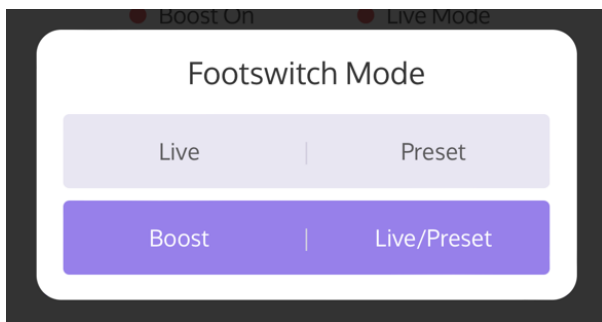 Boost On Live Mode
Footswitch Mode
Live | Preset
Boost | Live/Preset